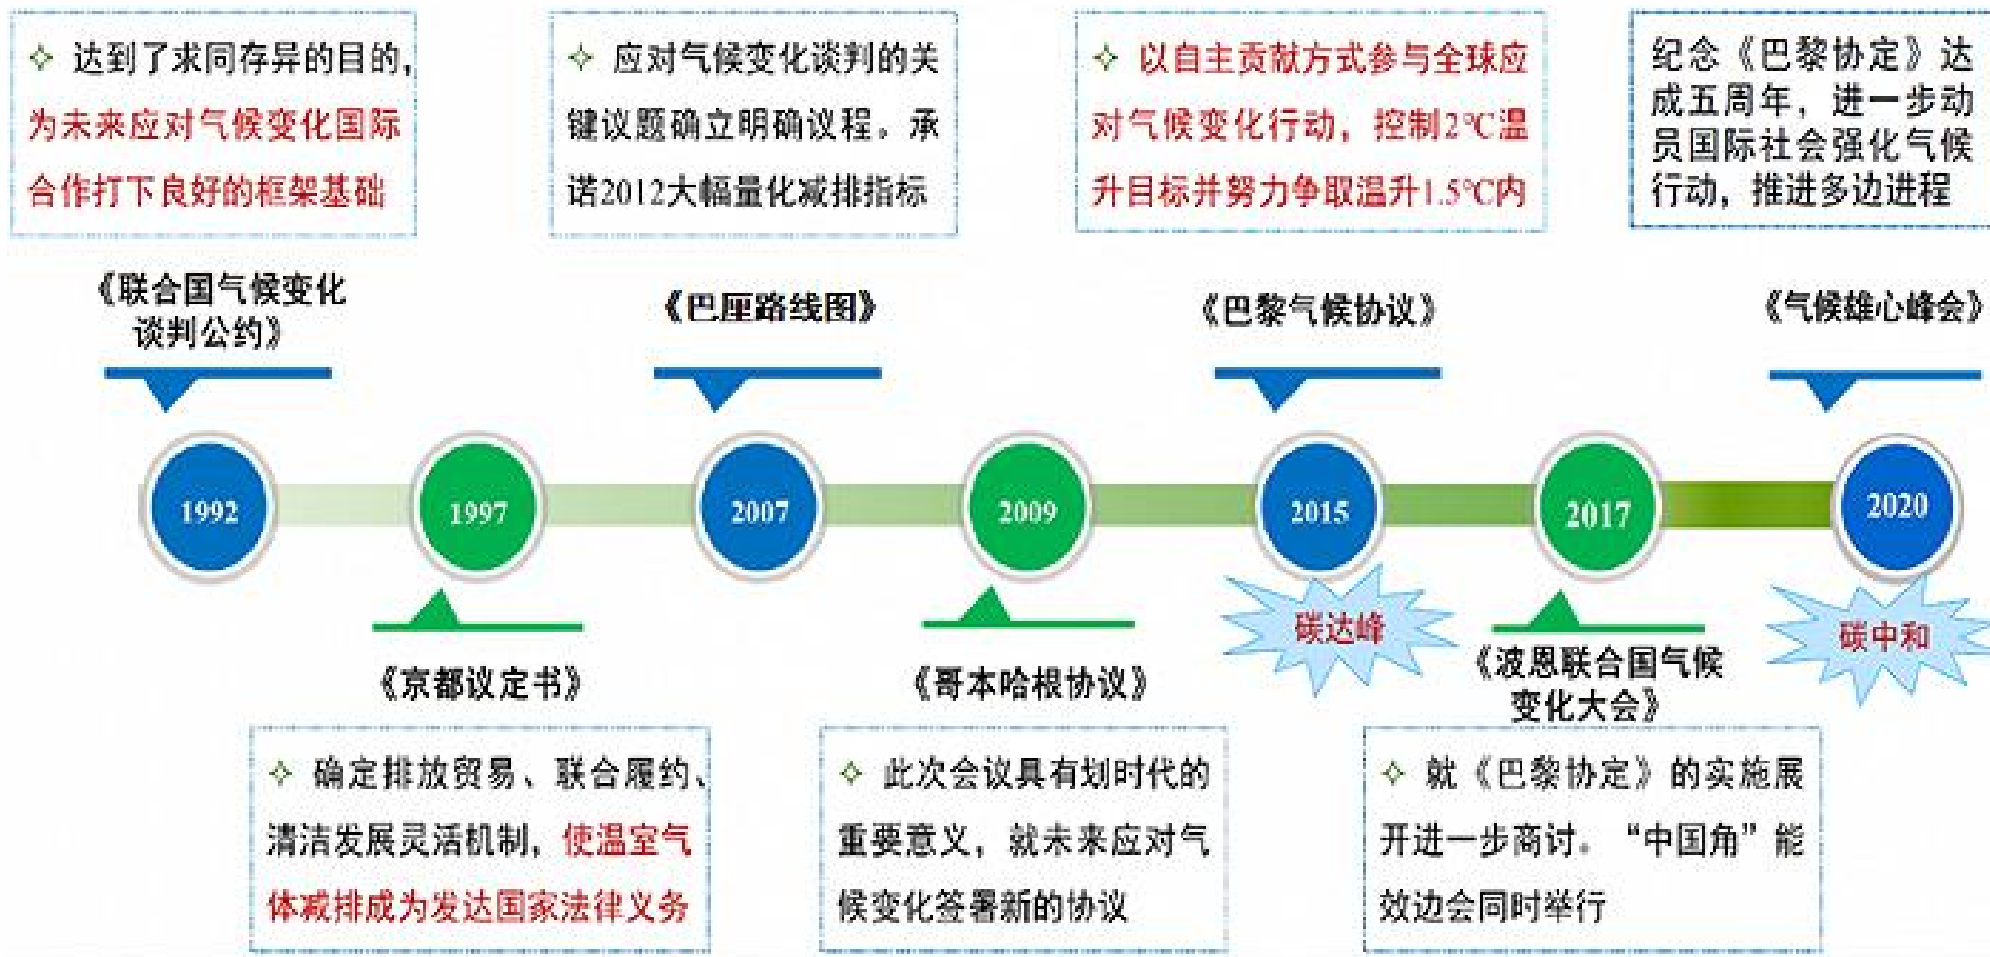 达到了求同存异的目的,
为未来应对气候变化国际
合作打下良好的框架基础
应对气候变化谈判的关
键议题确立明确议程。承
诺2012大幅量化减排指标
以自主贡献方式参与全球应
对气候变化行动，控制2℃温
升目标并努力争取温升1.5℃内
纪念《巴黎协定》达
成五周年，进一步动
员国际社会强化气候
行动，推进多边进程
《联合国气候变化
谈判公约》
《巴厘路线图》
《巴黎气候协议》
《气候雄心峰会》
1992
1997
2007
2009
2015
2017
2020
碳达峰
碳中和
《京都议定书》
《哥本哈根协议》
《波恩联合国气候
变化大会》
确定排放贸易、联合履约、
清洁发展灵活机制，使温室气
体减排成为发达国家法律义务
此次会议具有划时代的
重要意义，就未来应对气
候变化签署新的协议
就《巴黎协定》的实施展
开进一步商讨。“中国角”能
效边会同时举行